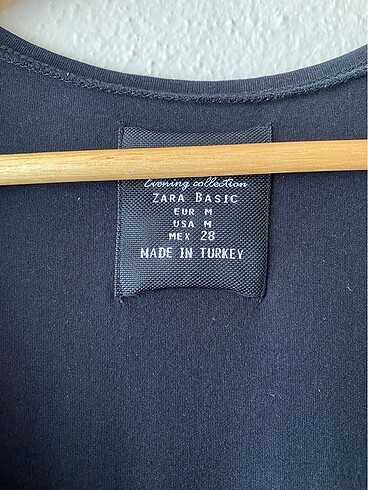 Evening collection
ZARA BASIC
EUR M
USA M
MEX 28
MADE IN TURKEY